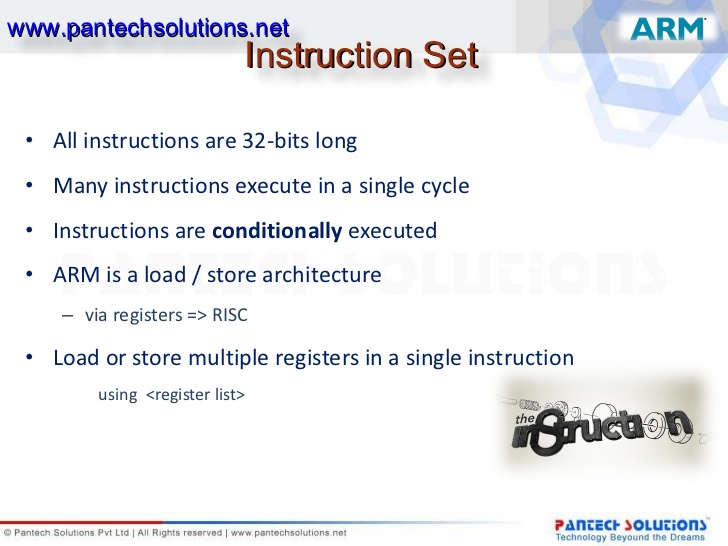 www.pantechsolutions.net
ARM
Instruction Set
• All instructions are 32-bits long
• Many instructions execute in a single cycle
• Instructions are conditionally executed
• ARM is a load / store architecture
– via registers => RISC
• Load or store multiple registers in a single instruction
using <register list>
PANTECH SOLUTIONS
the
instruction
© Pantech Solutions Pvt Ltd | All Rights reserved | www.pantechsolutions.net
PANTECH SOLUTIONS™
Technology Beyound the Dreams